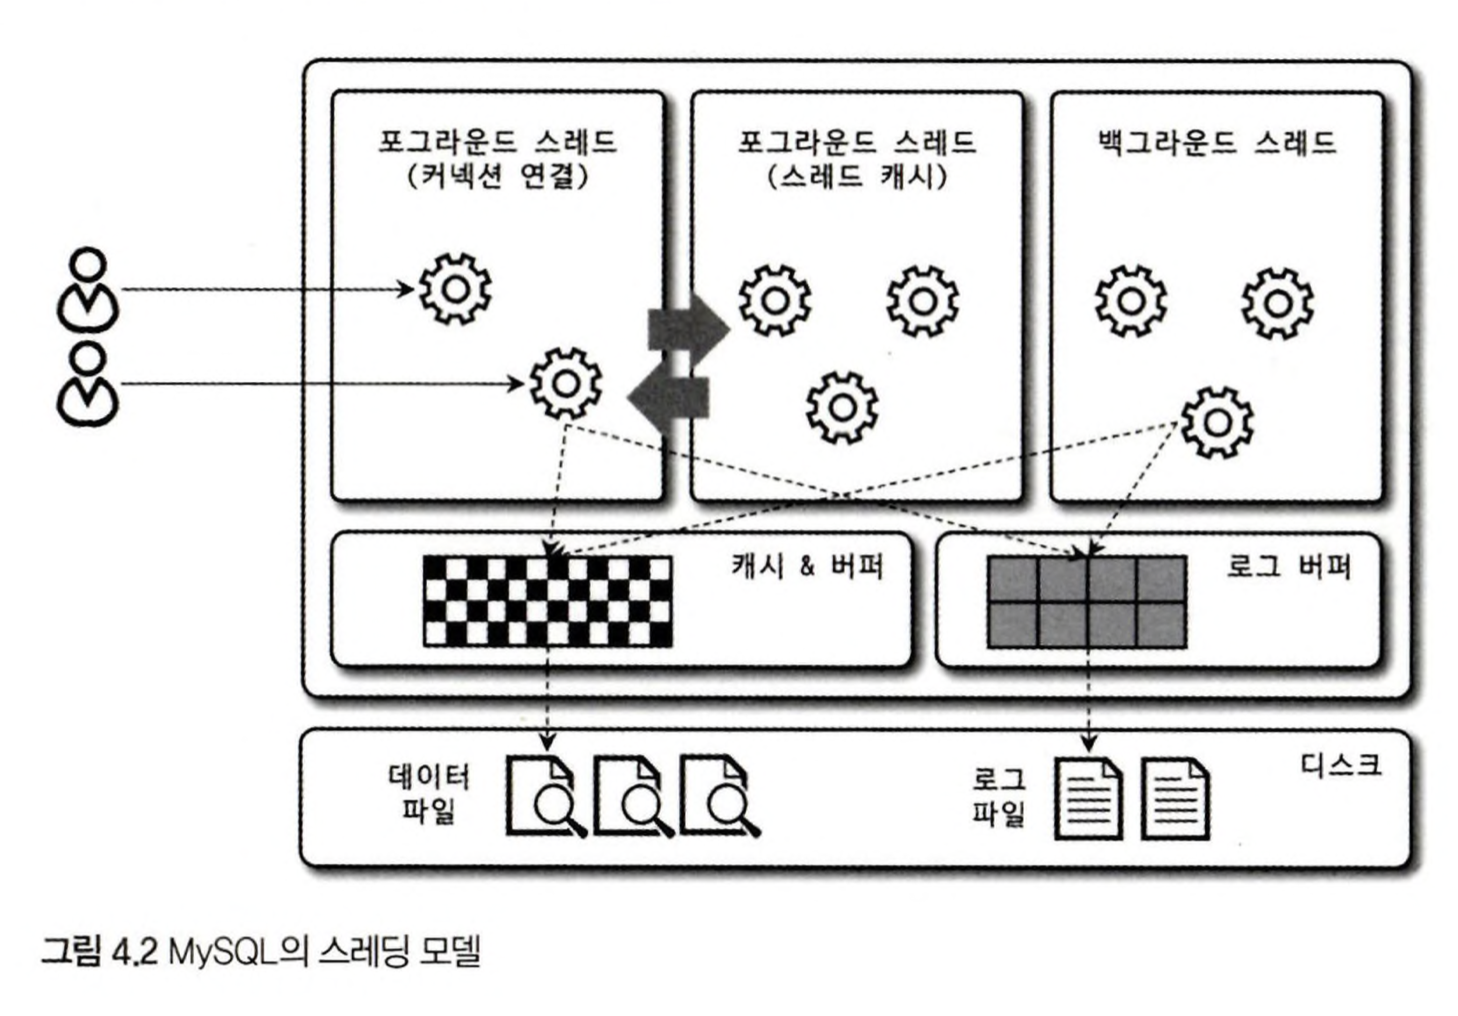 포그라운드 스레드
(커넥션 연결)
포그라운드 스레드
(스레드 캐시)
백그라운드 스레드
캐시 & 버퍼
로그 버퍼
데이터
파일
로그
파일
디스크
그림 4.2 MySQL의 스레딩 모델